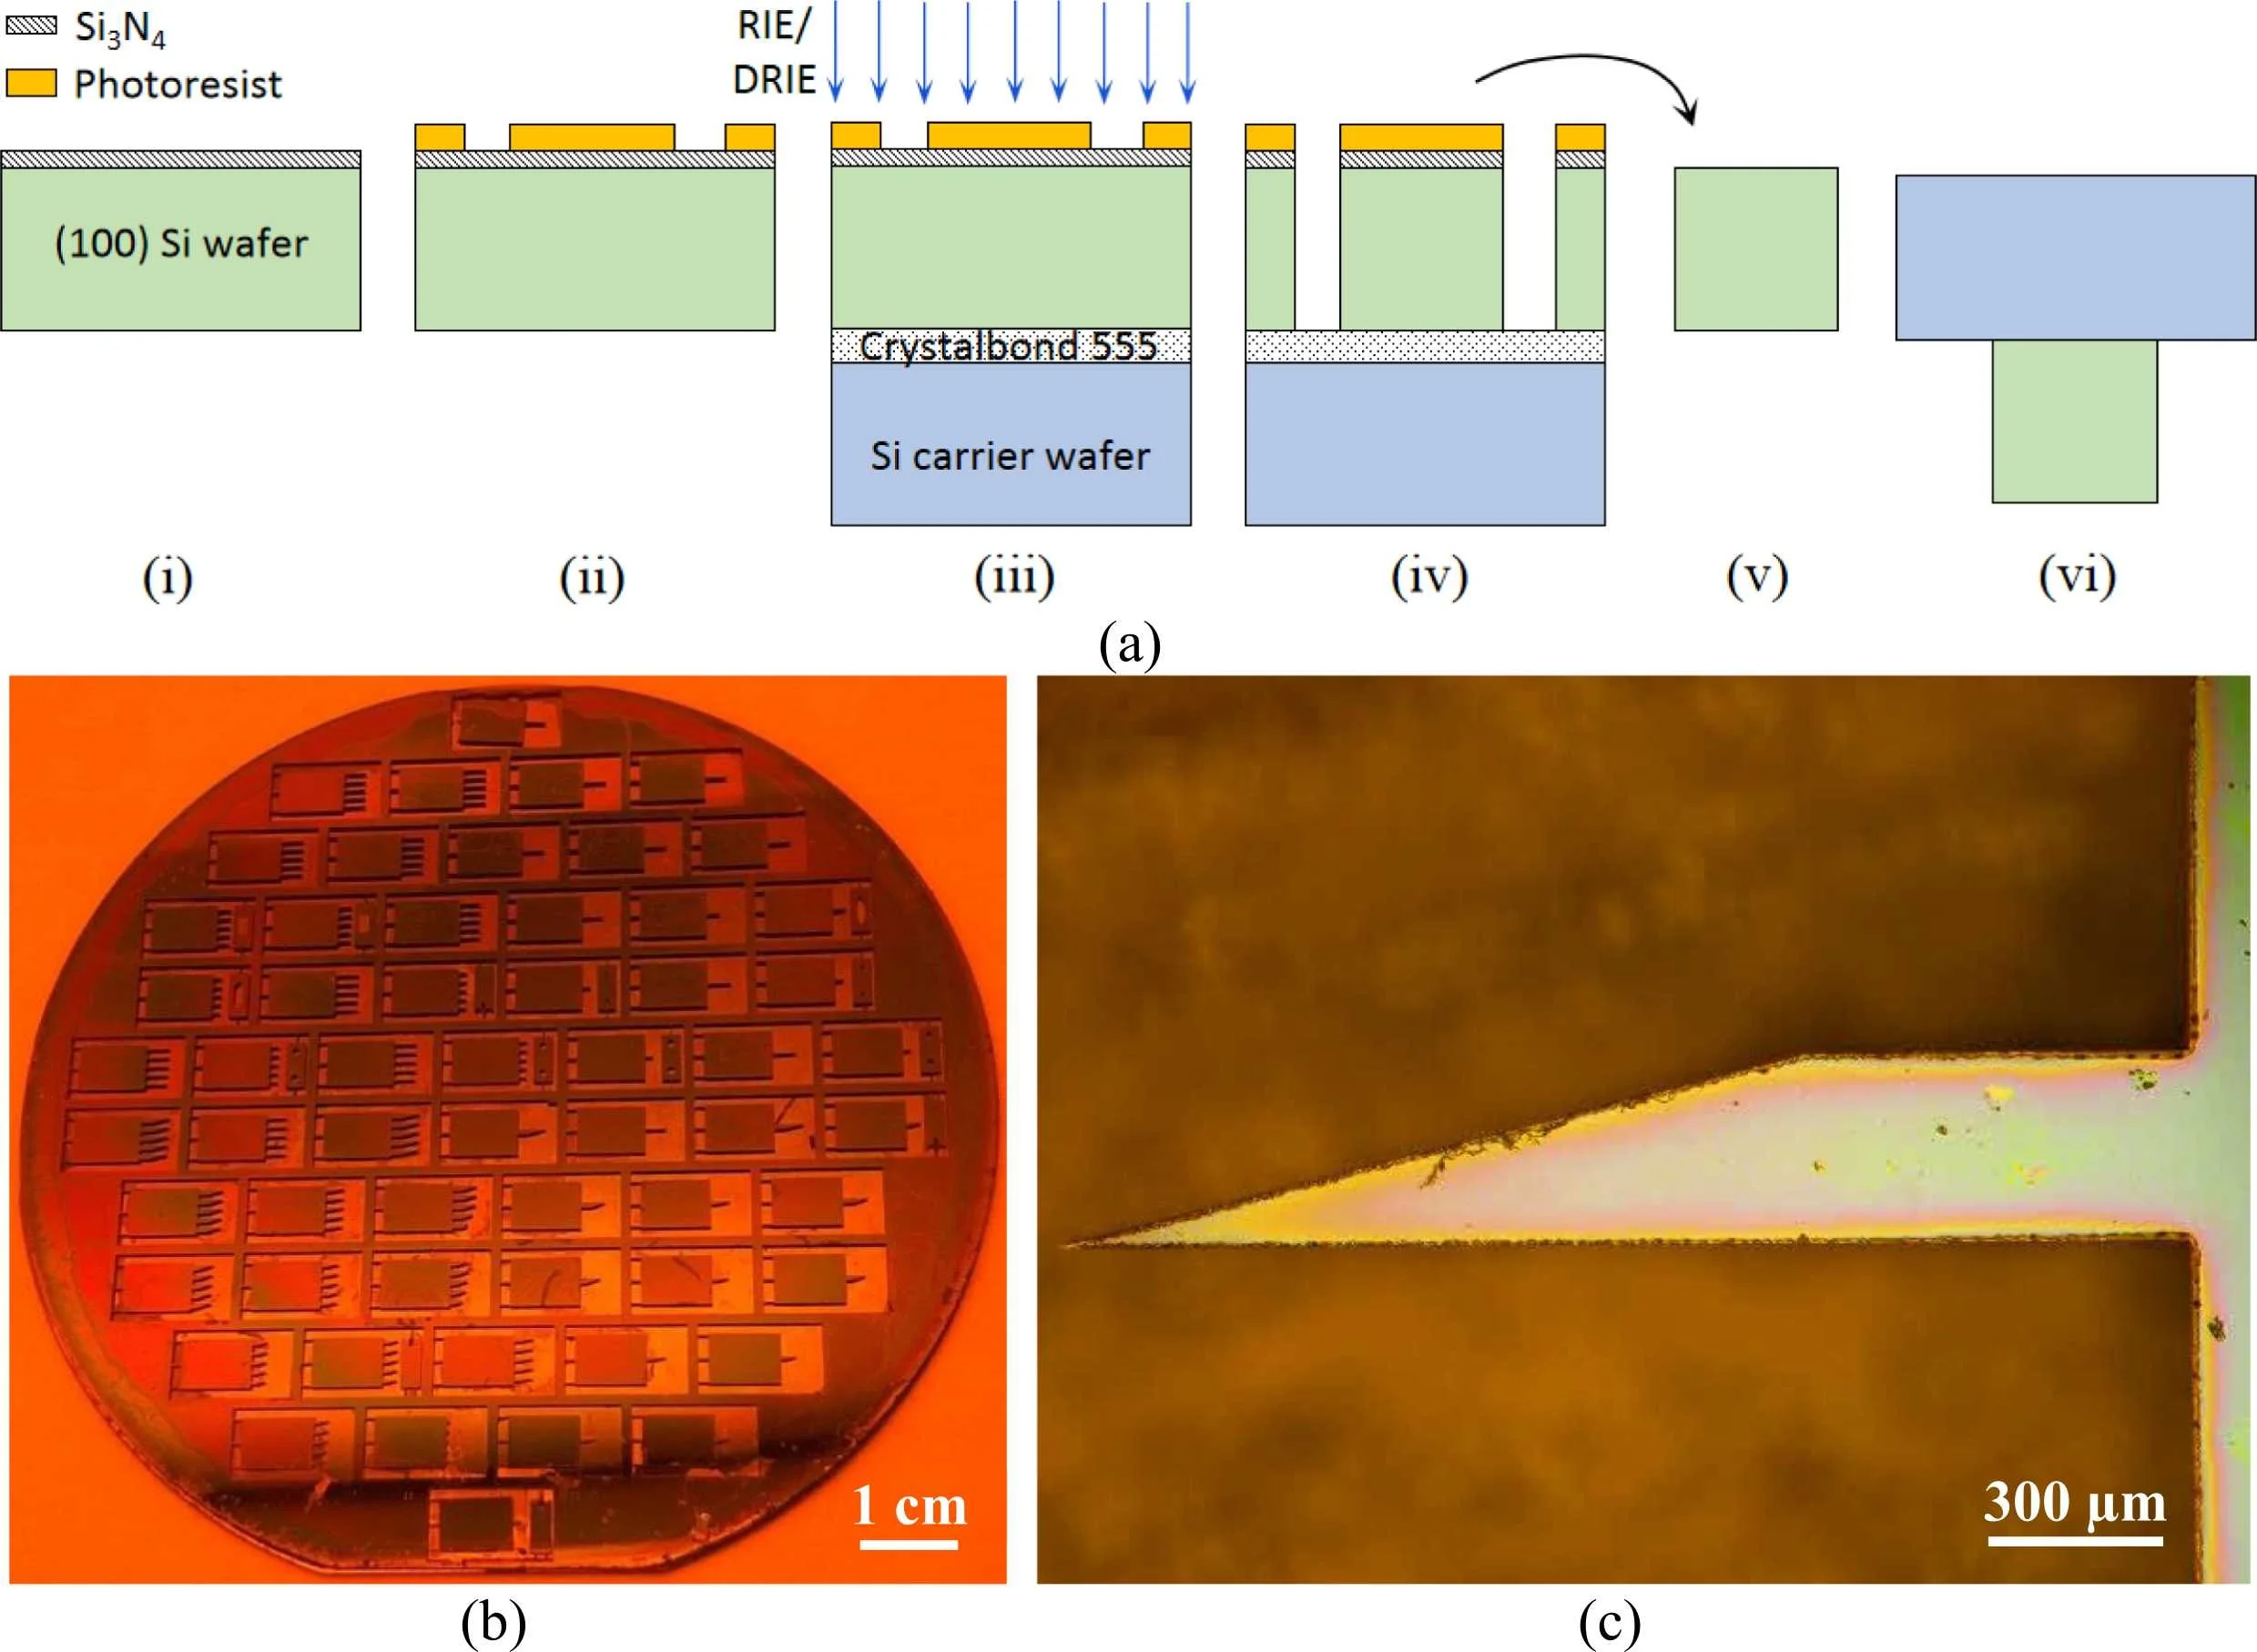 Si₃N₄
Photoresist
RIE/
DRIE
(100) Si wafer
Crystalbond 555
Si carrier wafer
(i)
(ii)
(iii)
(iv)
(v)
(vi)
(a)
1 cm
300 µm
(b)
(c)